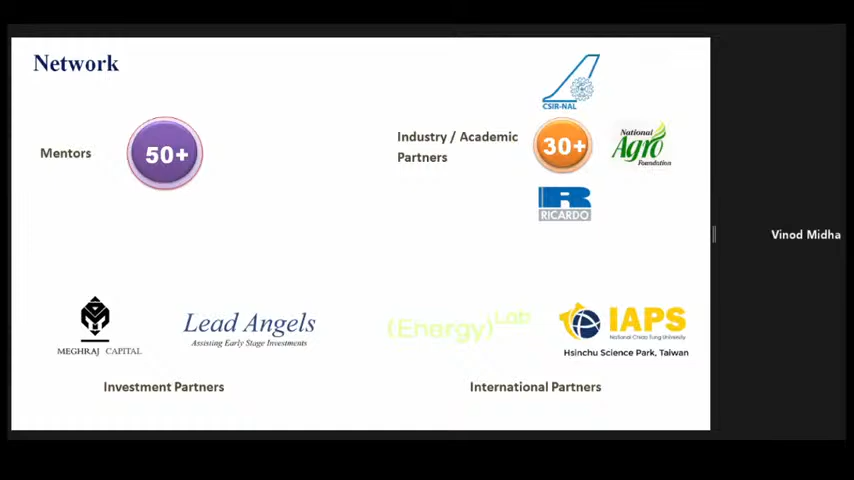 Network
CSIR-NAL
Mentors
50+
Industry / Academic
Partners
30+
National
Agro
Foundation
RICARDO
Vinod Midha
MEGHRAJ CAPITAL
Lead Angels
Assisting Early Stage Investments
(Energy)Lab
IAPS
National Chiao Tung University
Hsinchu Science Park, Taiwan
Investment Partners
International Partners